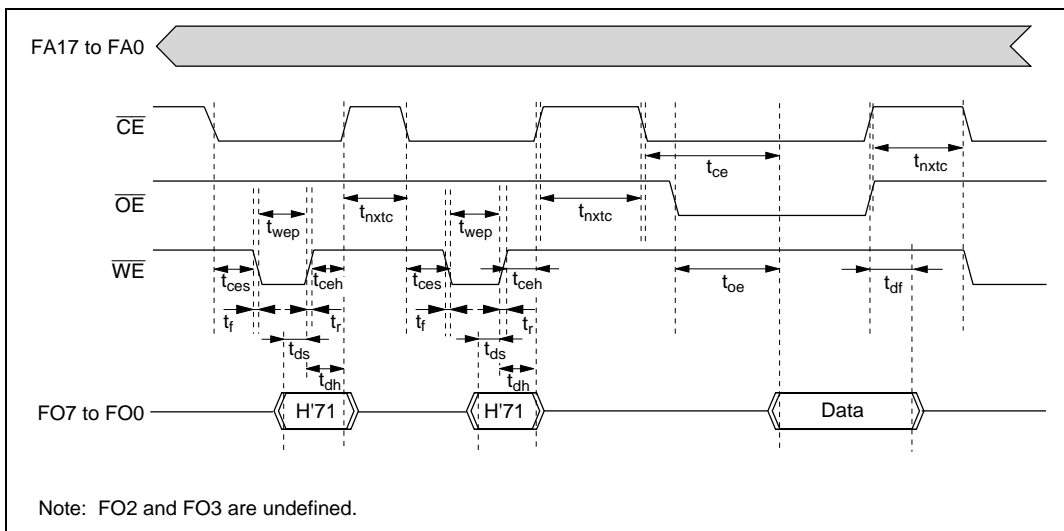 FA17 to FA0
CE
t_ce
t_nxtc
OE
t_nxtc
t_nxtc
t_wep
t_wep
WE
t_ces
t_ceh
t_ces
t_ceh
t_oe
t_df
t_f
t_r
t_f
t_r
t_ds
t_ds
t_dh
t_dh
FO7 to FO0
H'71
H'71
Data
Note: FO2 and FO3 are undefined.